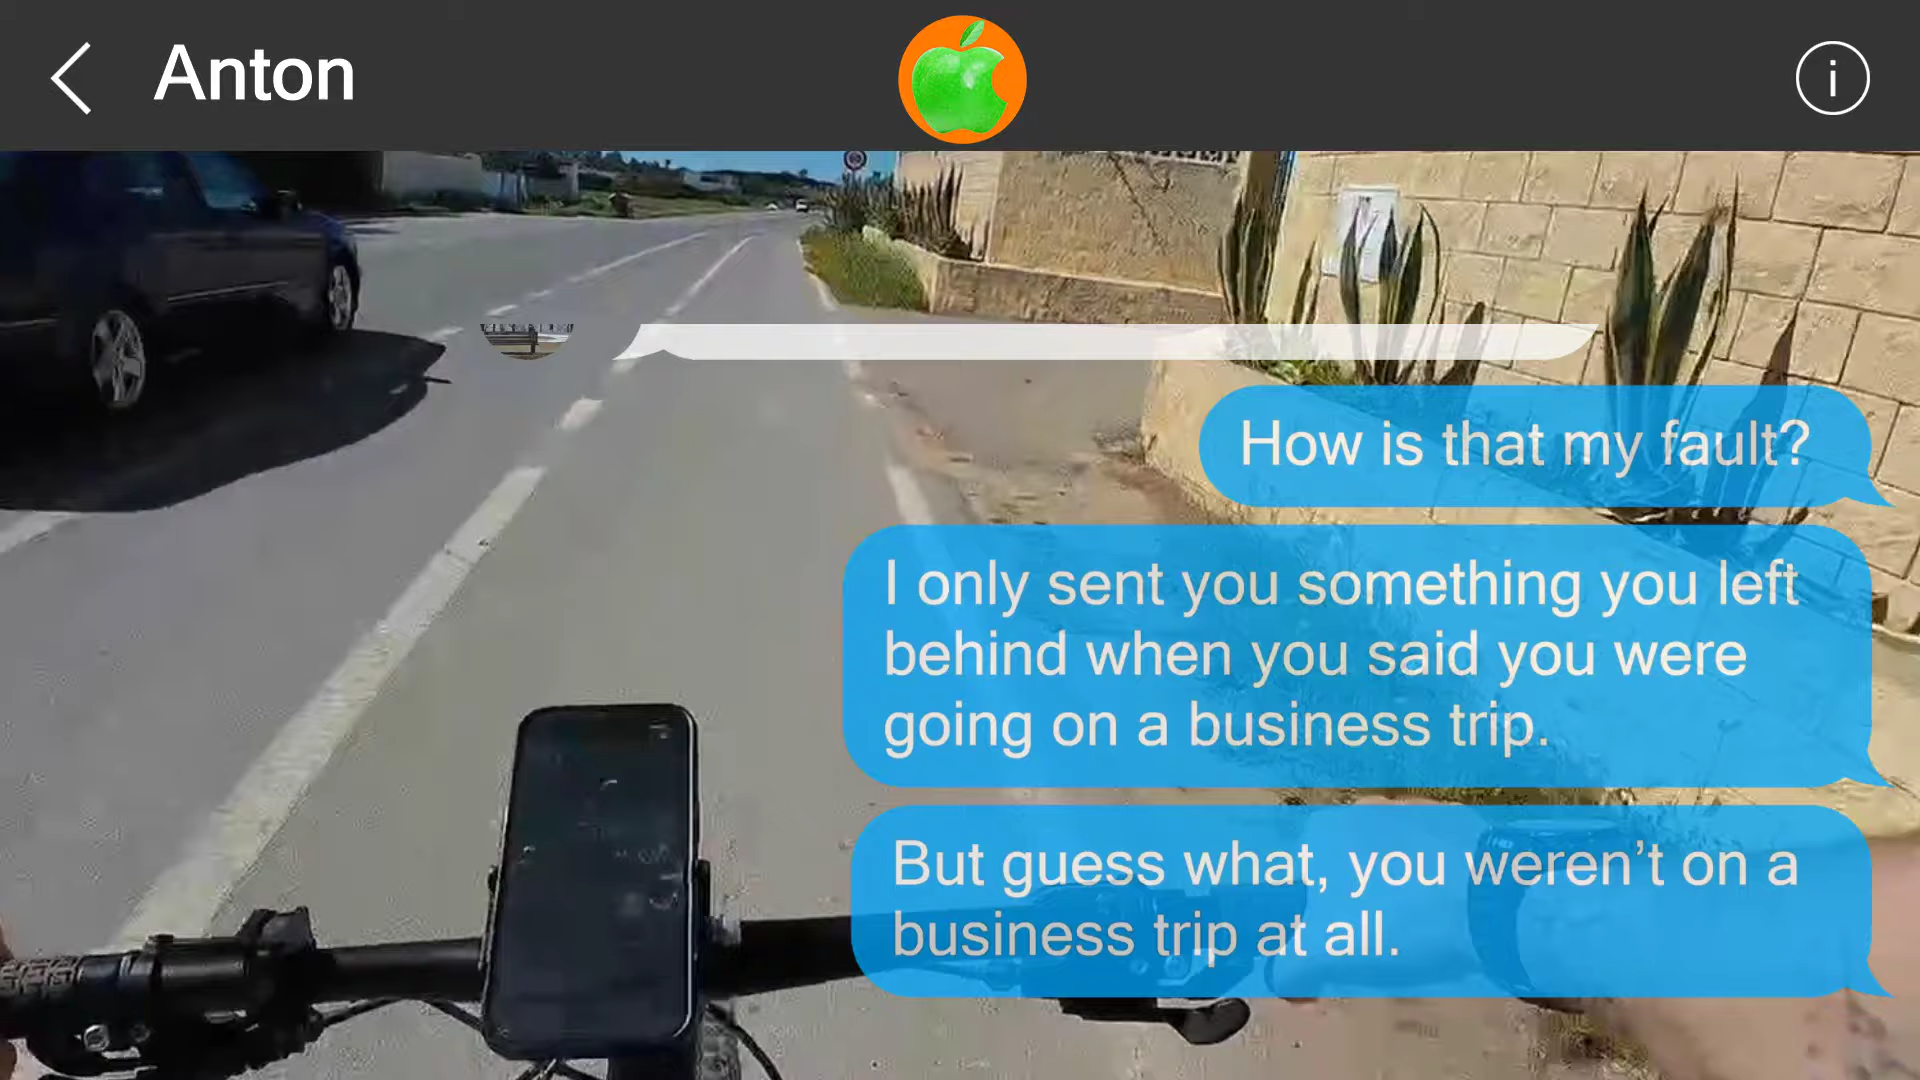 Anton
How is that my fault?
I only sent you something you left
behind when you said you were
going on a business trip.
But guess what, you weren’t on a
business trip at all.